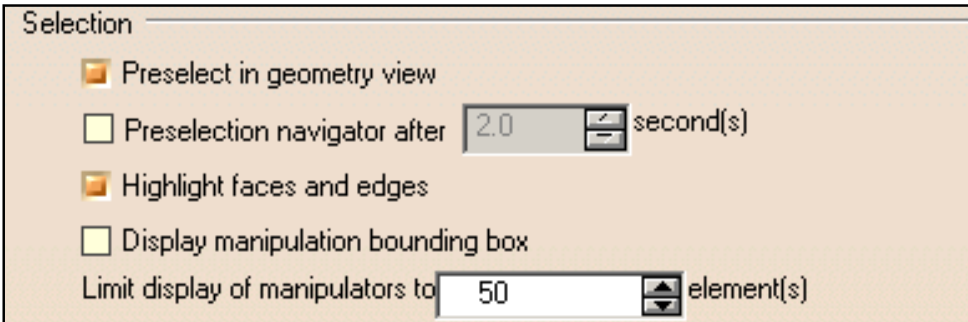 Selection
Preselect in geometry view
Preselection navigator after 2.0 second(s)
Highlight faces and edges
Display manipulation bounding box
Limit display of manipulators to 50 element(s)